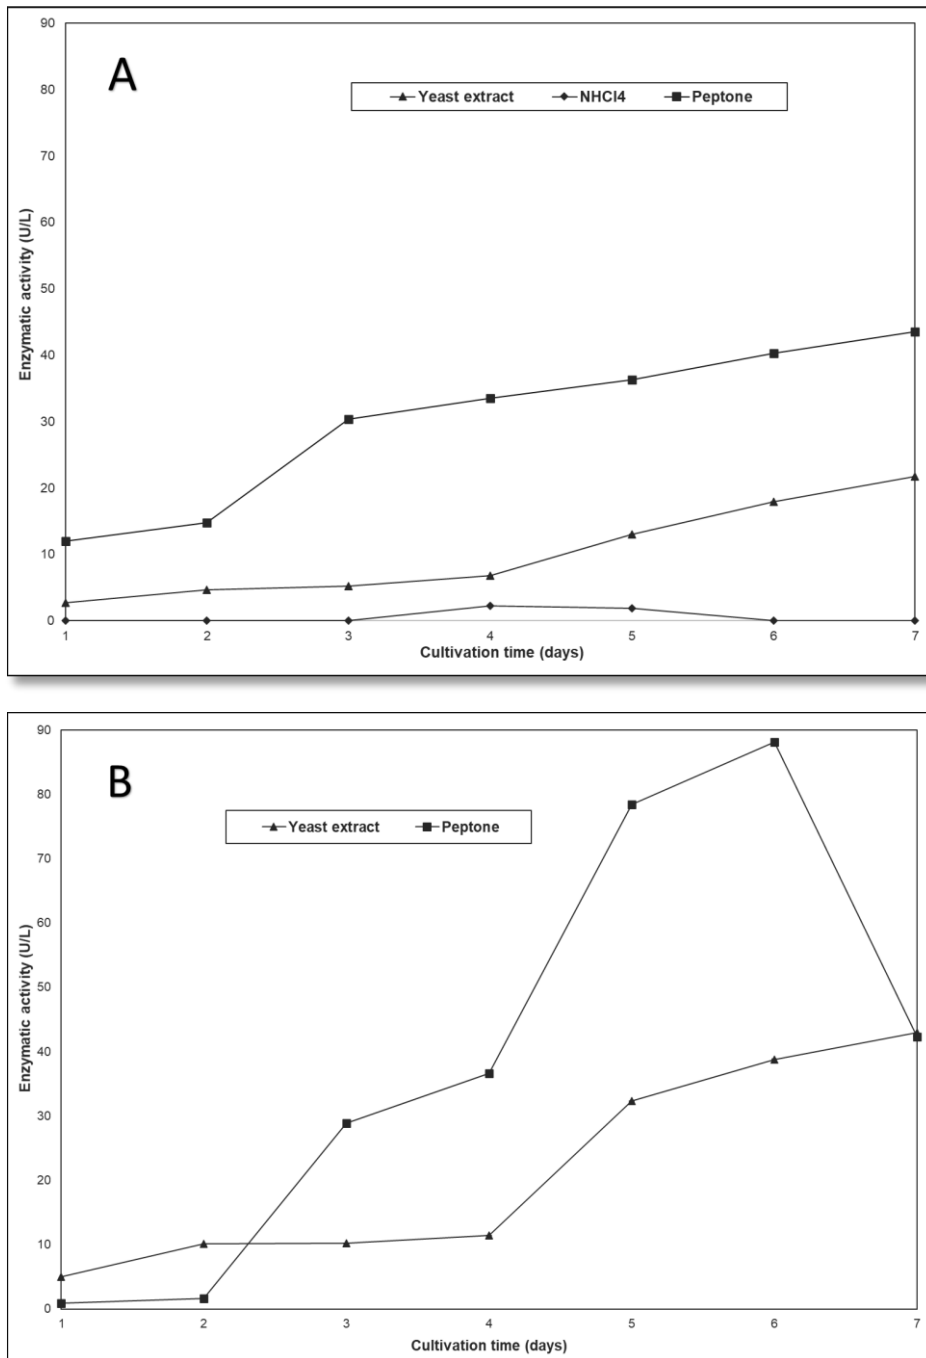 A
Yeast extract NHCl4 Peptone
90
80
70
60
50
40
30
20
10
0
Enzymatic activity (U/L)
1 2 3 4 5 6 7
Cultivation time (days)
B
Yeast extract Peptone
90
80
70
60
50
40
30
20
10
0
Enzymatic activity (U/L)
1 2 3 4 5 6 7
Cultivation time (days)